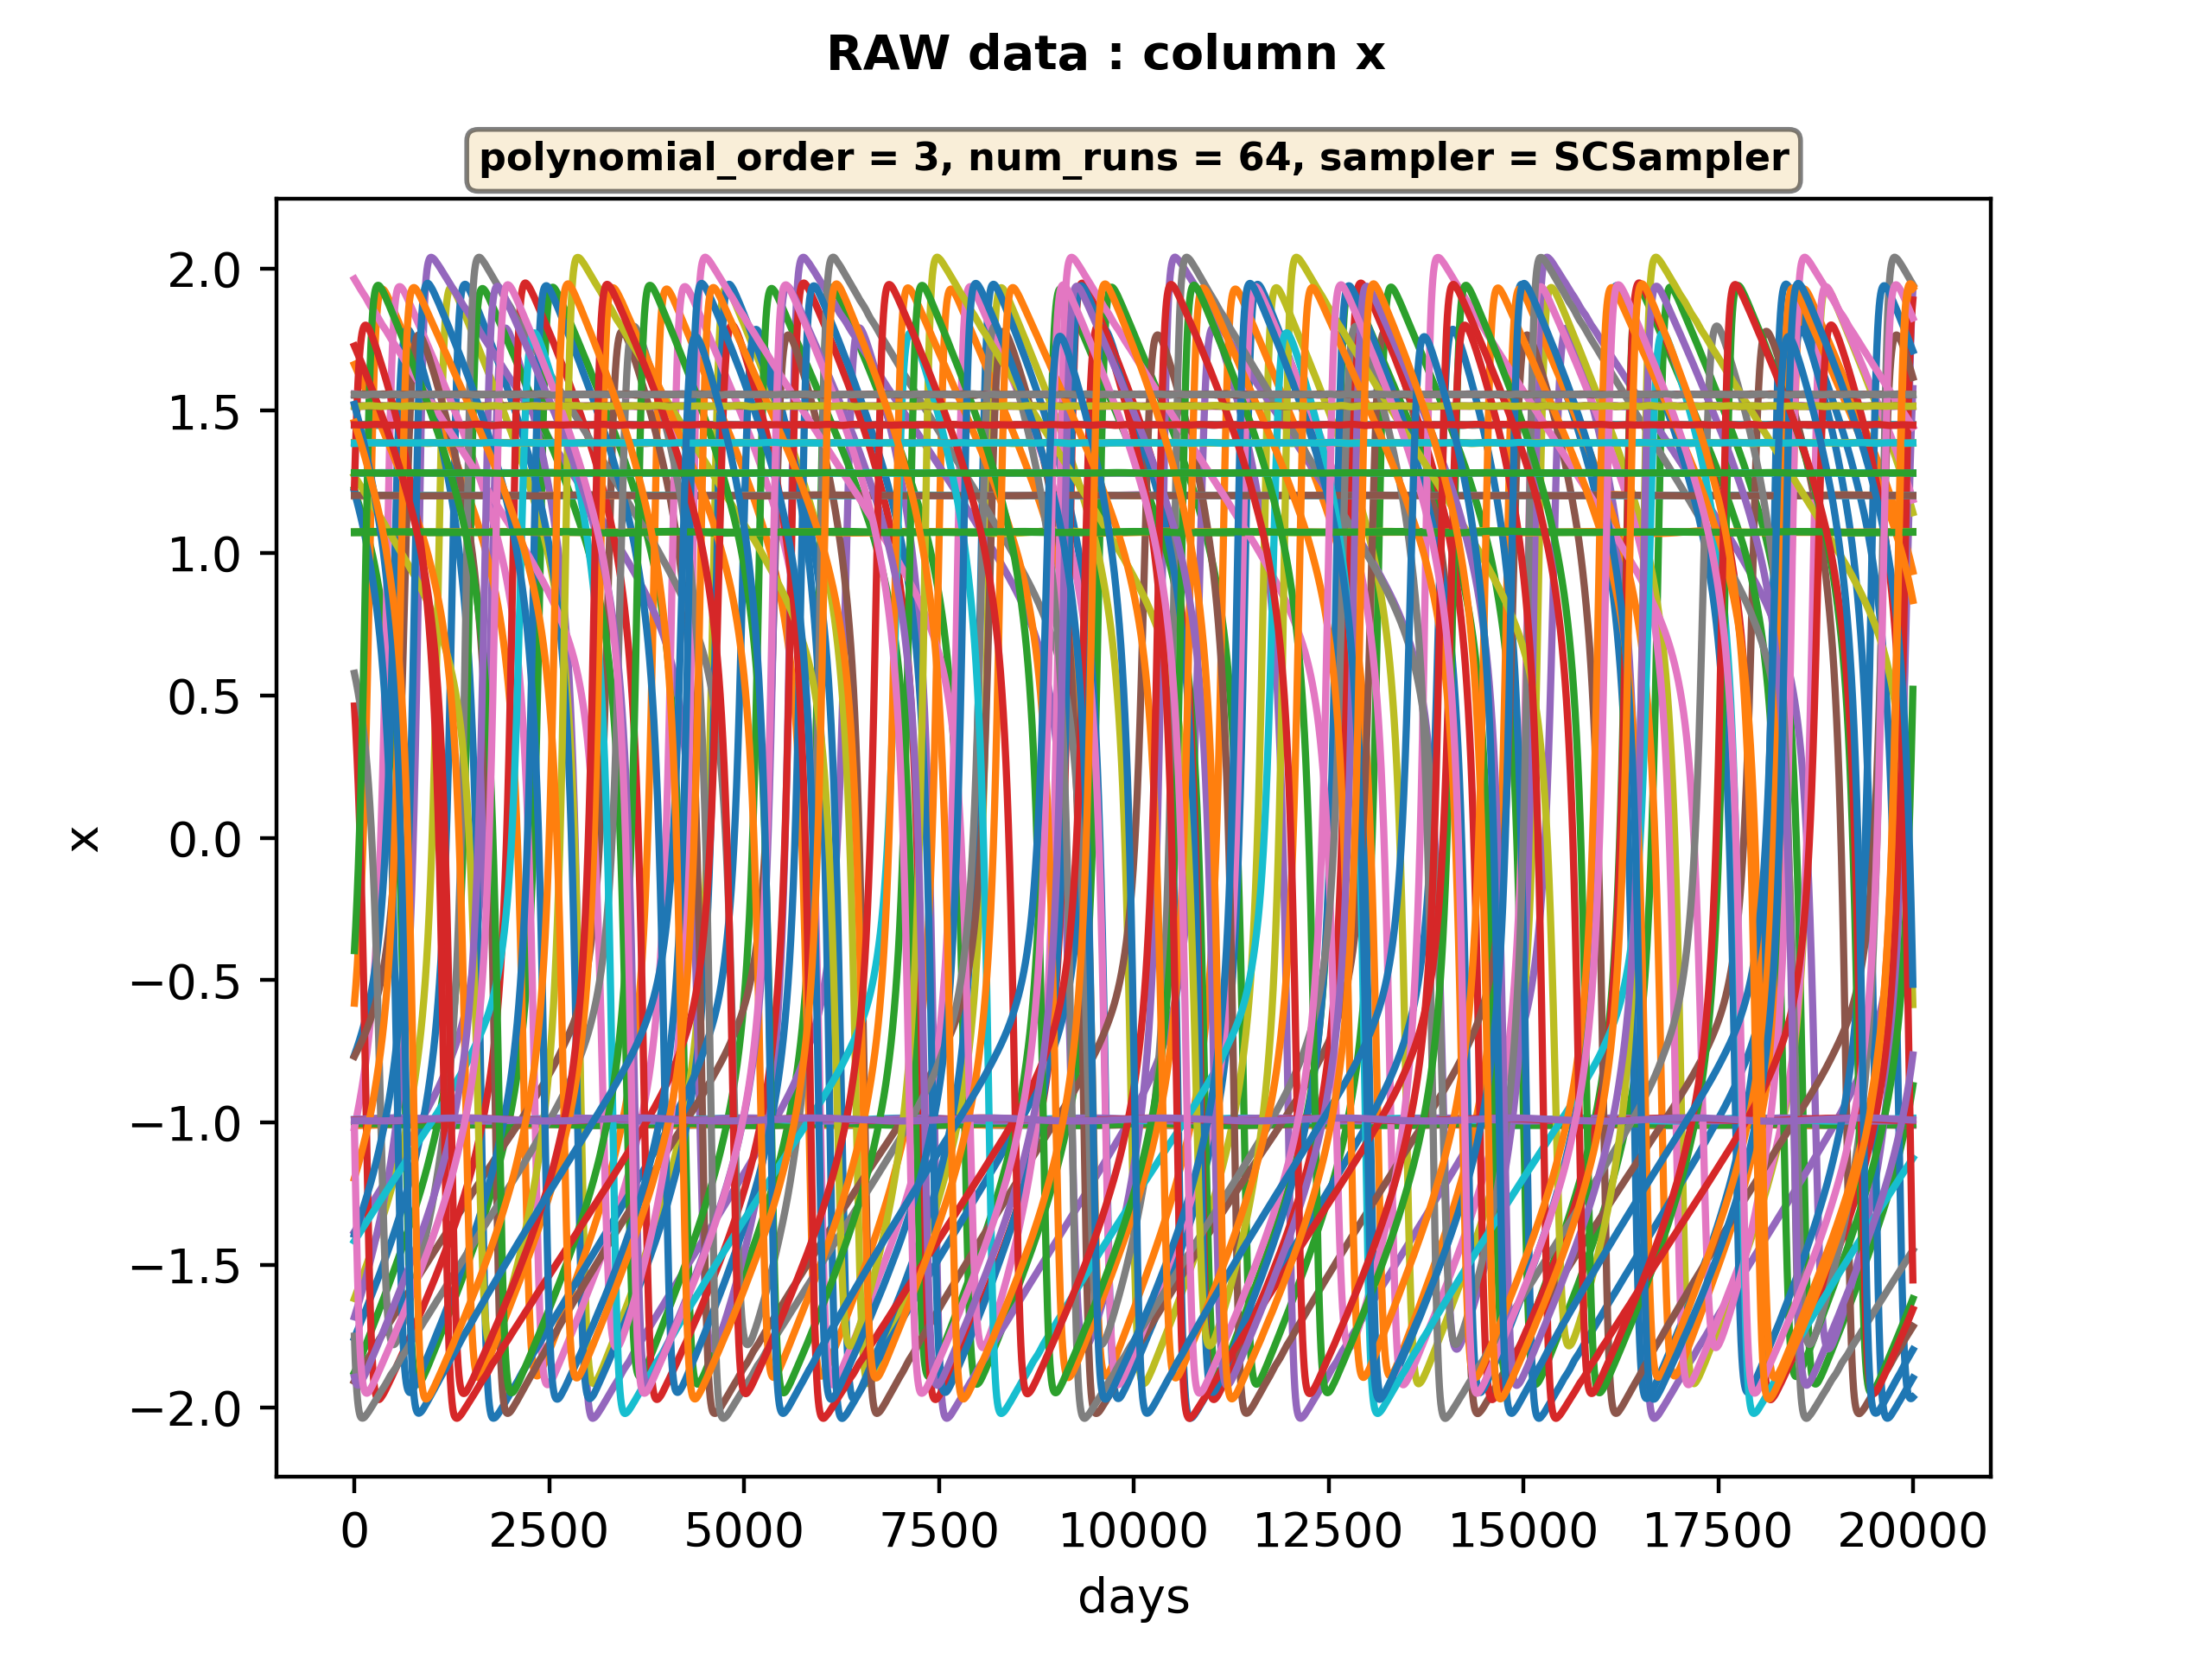 RAW data : column x
polynomial_order = 3, num_runs = 64, sampler = SCSampler
2.0
1.5
1.0
0.5
0.0
−0.5
−1.0
−1.5
−2.0
x
0 2500 5000 7500 10000 12500 15000 17500 20000
days